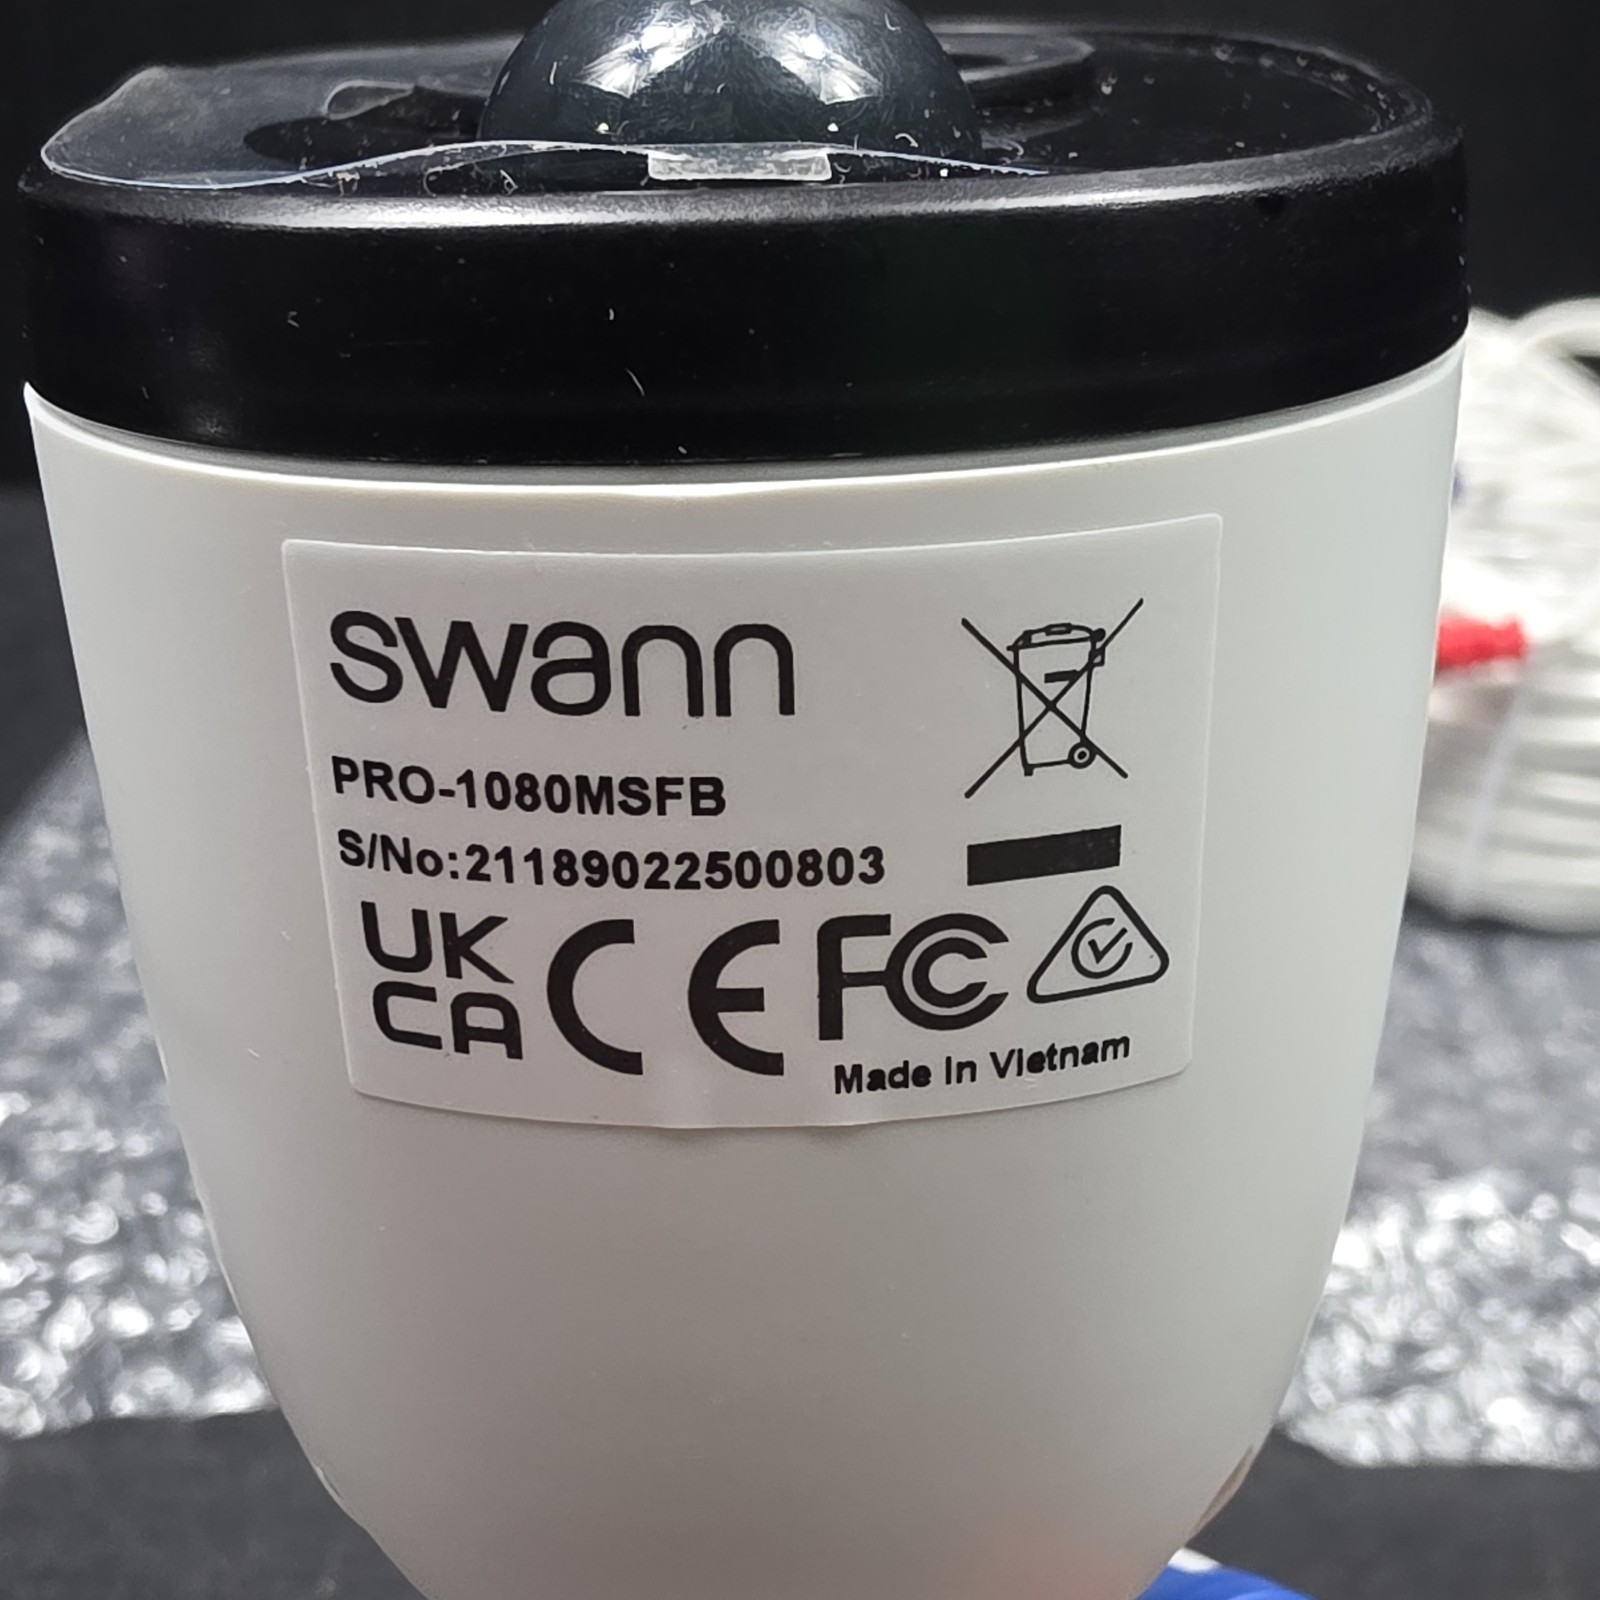 swann
PRO-1080MSFB
S/No:21189022500803
UK
CA CE FC
Made In Vietnam